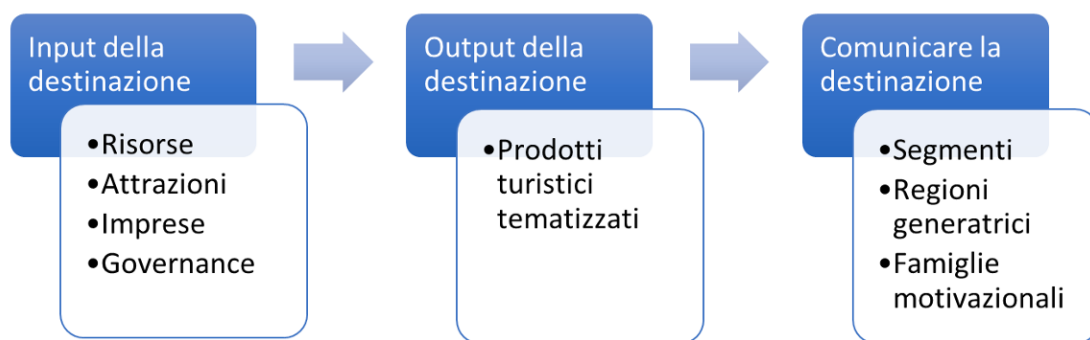 Input della
destinazione
•Risorse
•Attrazioni
•Imprese
•Governance
Output della
destinazione
•Prodotti
turistici
tematizzati
Comunicare la
destinazione
•Segmenti
•Regioni
generatrici
•Famiglie
motivazionali